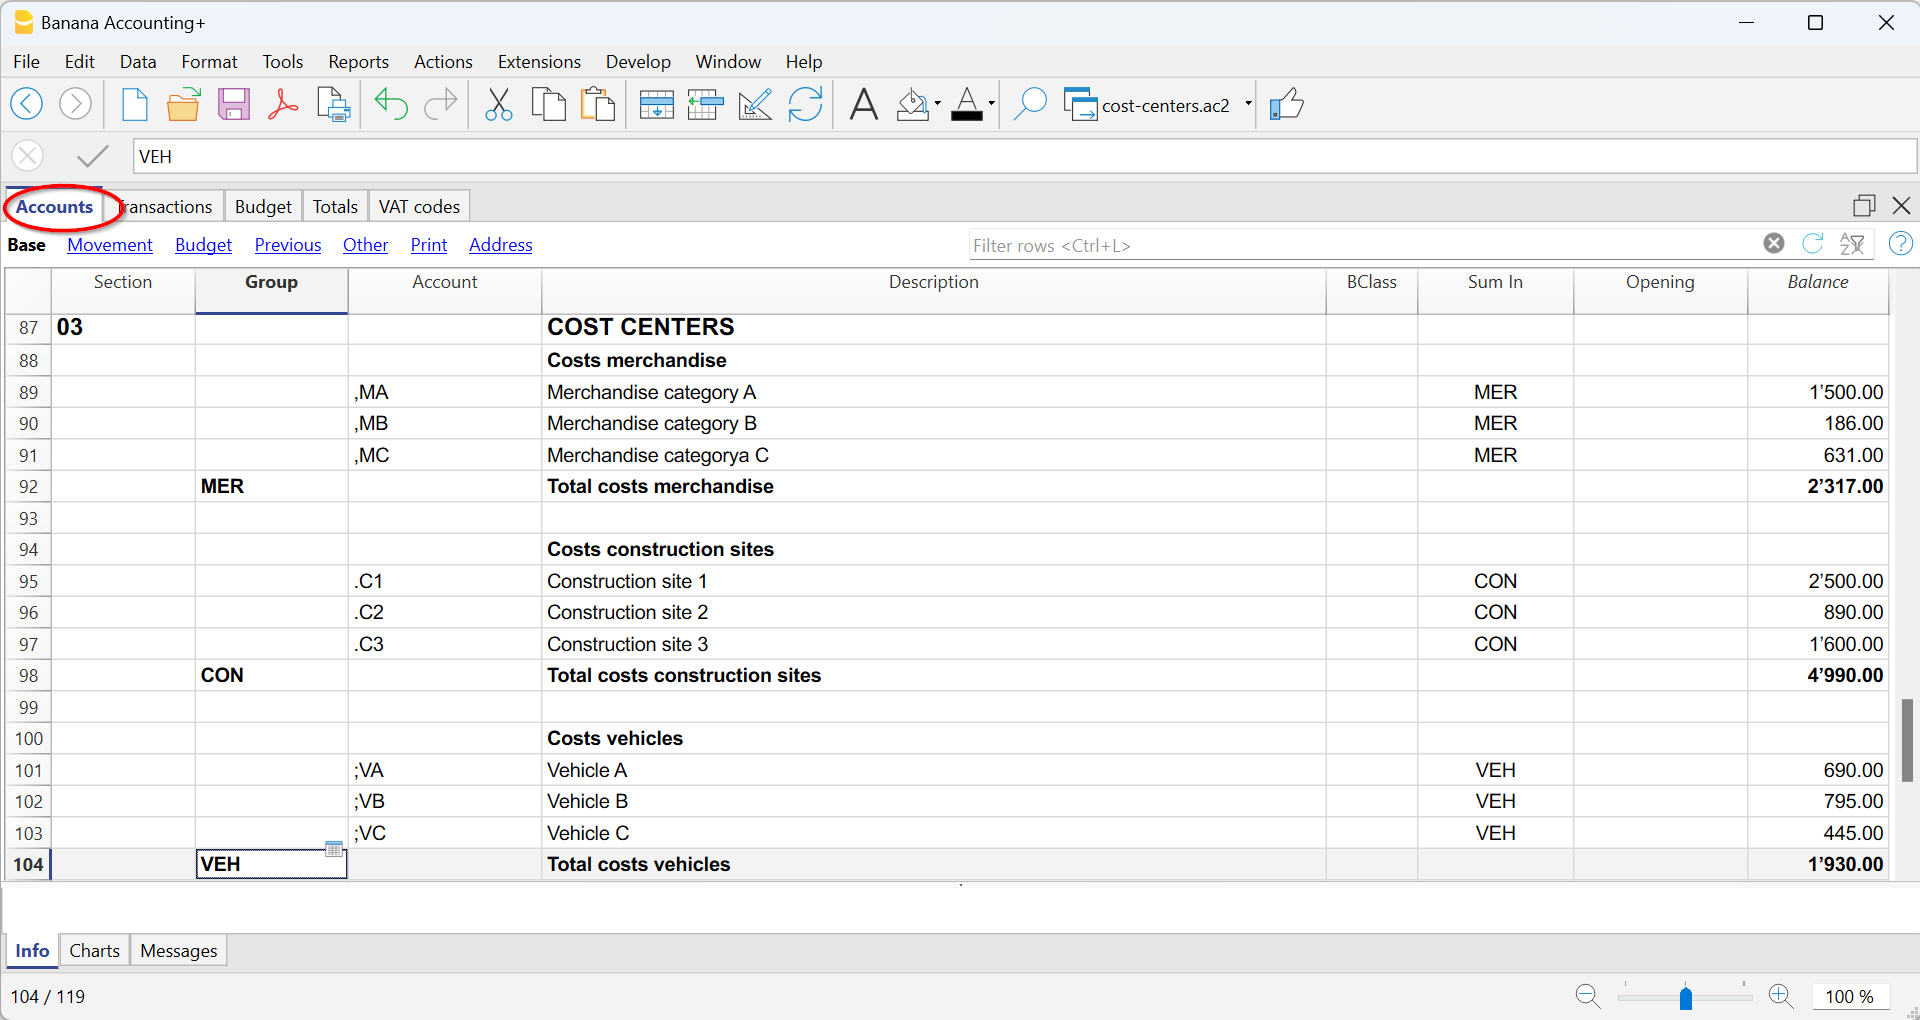 Banana Accounting+
File Edit Data Format Tools Reports Actions Extensions Develop Window Help
cost-centers.ac2
VEH
Accounts Transactions Budget Totals VAT codes
Base Movement Budget Previous Other Print Address Filter rows <Ctrl+L>
Section Group Account Description BClass Sum In Opening Balance
87 03 COST CENTERS
88 Costs merchandise
89 ,MA Merchandise category A MER 1’500.00
90 ,MB Merchandise category B MER 186.00
91 ,MC Merchandise categorya C MER 631.00
92 MER Total costs merchandise 2’317.00
93
94 Costs construction sites
95 .C1 Construction site 1 CON 2’500.00
96 .C2 Construction site 2 CON 890.00
97 .C3 Construction site 3 CON 1’600.00
98 CON Total costs construction sites 4’990.00
99
100 Costs vehicles
101 ;VA Vehicle A VEH 690.00
102 ;VB Vehicle B VEH 795.00
103 ;VC Vehicle C VEH 445.00
104 VEH Total costs vehicles 1’930.00
Info Charts Messages
104 / 119 100 %